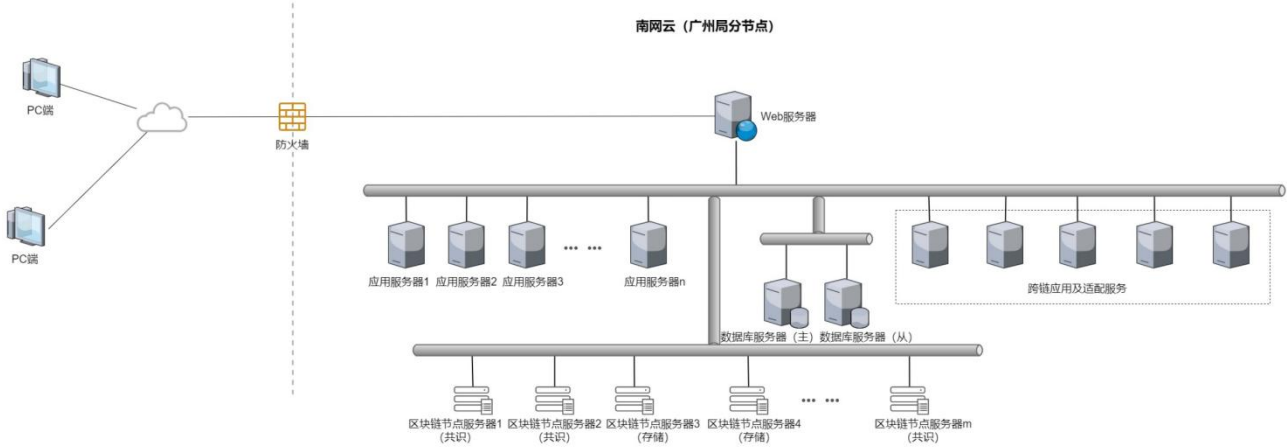 南网云（广州局分节点）
PC端
防火墙
Web服务器
PC端
应用服务器1 应用服务器2 应用服务器3 ··· ··· 应用服务器n
跨链应用及适配服务
数据库服务器（主） 数据库服务器（从）
区块链节点服务器1 区块链节点服务器2 区块链节点服务器3 区块链节点服务器4 ··· ··· 区块链节点服务器m
(共识) (共识) (存储) (存储) (共识)